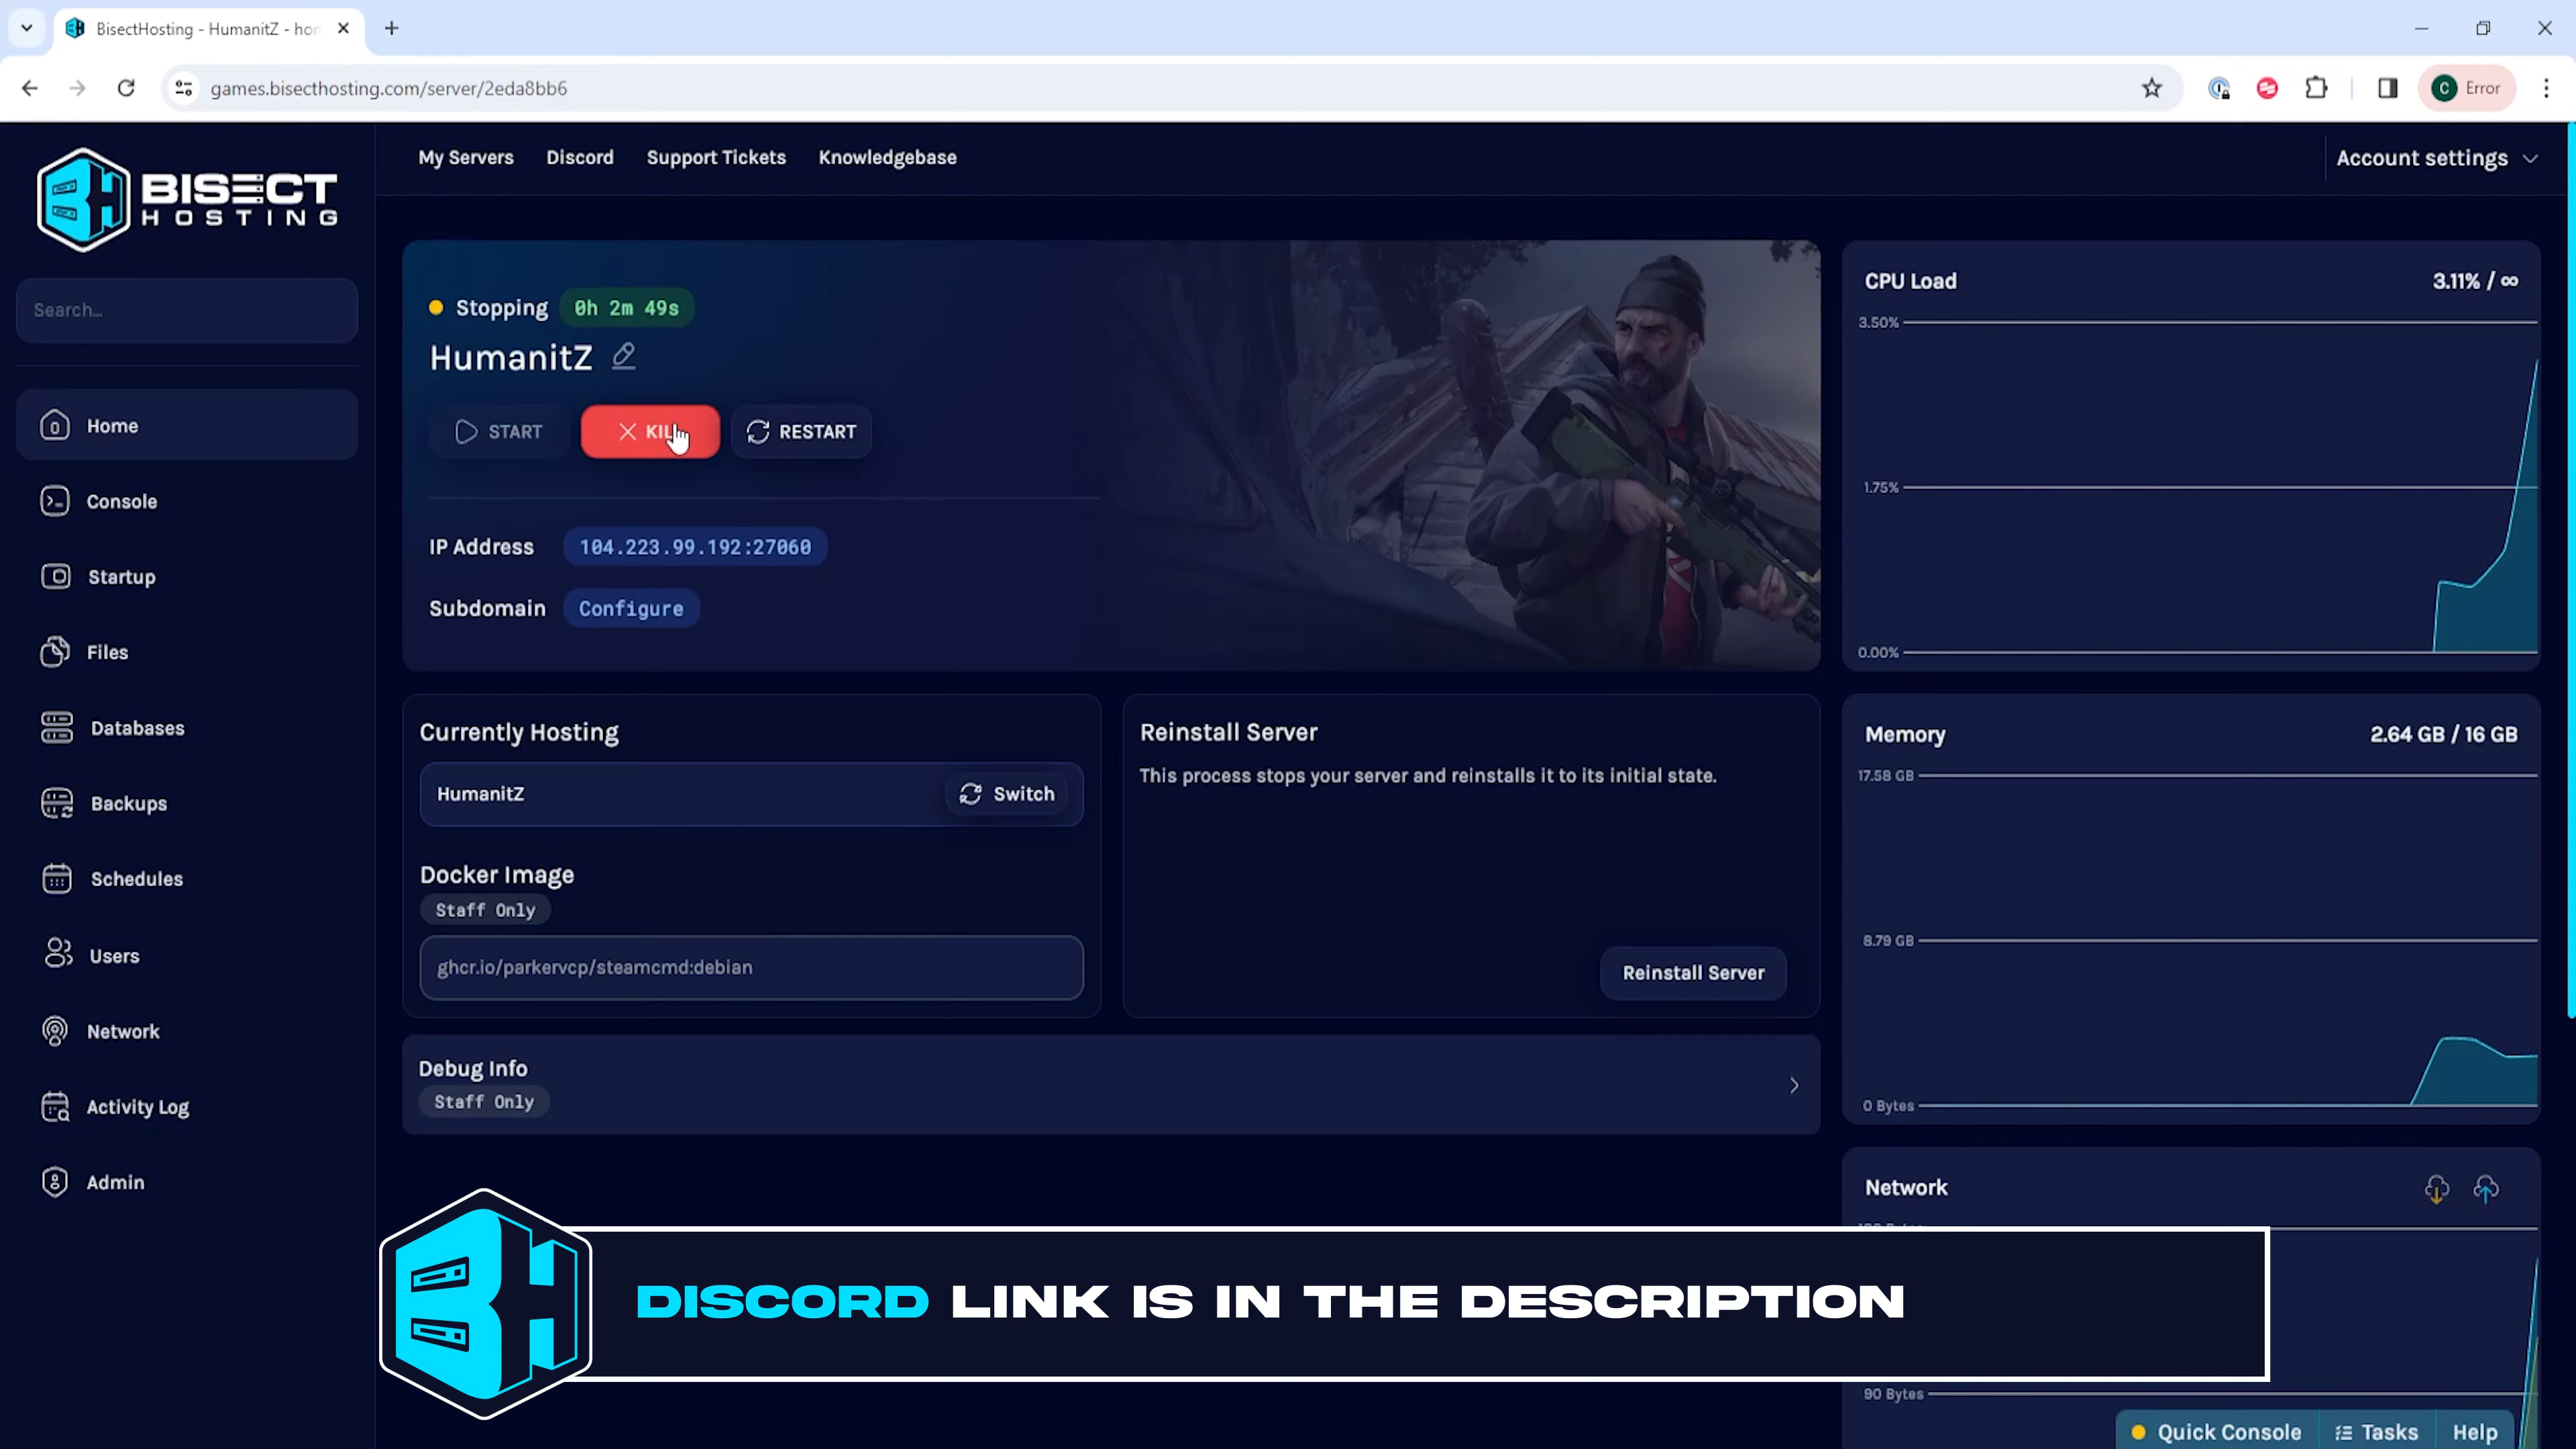 BisectHosting - HumanitZ - hom
games.bisecthosting.com/server/2eda8bb6
C Error
BISECT
HOSTING
My Servers Discord Support Tickets Knowledgebase
Account settings
Search...
Home
Console
Startup
Files
Databases
Backups
Schedules
Users
Network
Activity Log
Admin
Stopping 0h 2m 49s
HumanitZ
START
RESTART
IP Address 104.223.99.192:27060
Subdomain Configure
Currently Hosting
HumanitZ Switch
Docker Image
Staff Only
ghcr.io/parkervcp/steamcmd:debian
Reinstall Server
This process stops your server and reinstalls it to its initial state.
Reinstall Server
Debug Info
Staff Only
CPU Load 3.11% / ∞
3.50%
1.75%
0.00%
Memory 2.64 GB / 16 GB
17.58 GB
8.79 GB
0 Bytes
Network
90 Bytes
DISCORD LINK IS IN THE DESCRIPTION
Quick Console Tasks Help